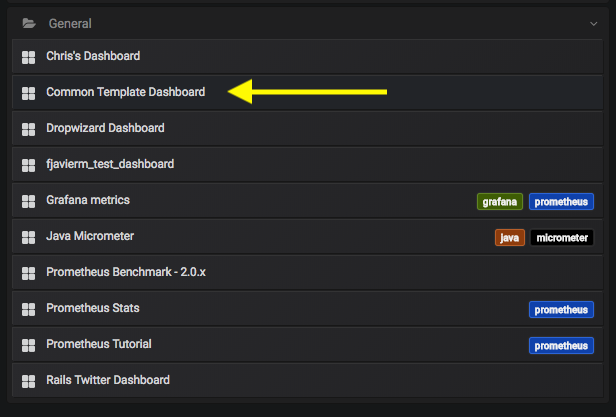 General
Chris's Dashboard
Common Template Dashboard
Dropwizard Dashboard
fjavierm_test_dashboard
Grafana metrics grafana prometheus
Java Micrometer java micrometer
Prometheus Benchmark - 2.0.x
Prometheus Stats prometheus
Prometheus Tutorial prometheus
Rails Twitter Dashboard